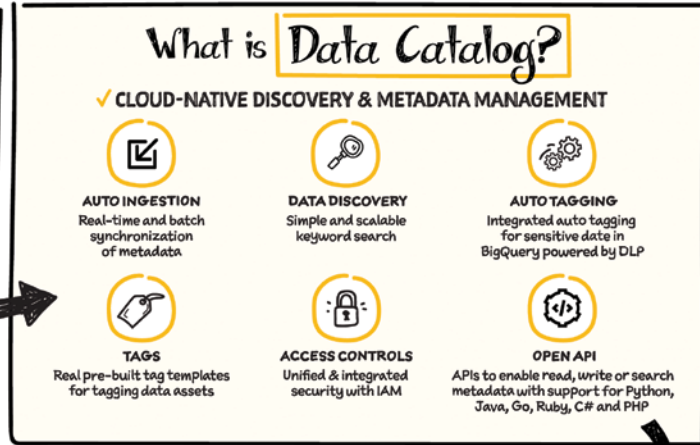 What is Data Catalog?
✓ CLOUD-NATIVE DISCOVERY & METADATA MANAGEMENT
AUTO INGESTION
Real-time and batch
synchronization
of metadata
DATA DISCOVERY
Simple and scalable
keyword search
AUTO TAGGING
Integrated auto tagging
for sensitive date in
BigQuery powered by DLP
TAGS
Real pre-built tag templates
for tagging data assets
ACCESS CONTROLS
Unified & integrated
security with IAM
</>
OPEN API
APIs to enable read, write or search
metadata with support for Python,
Java, Go, Ruby, C# and PHP